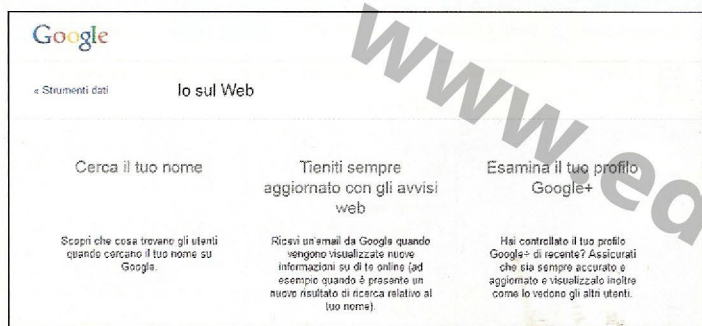 Google
« Strumenti dati
Io sul Web
Cerca il tuo nome
Scopri che cosa trovano gli utenti
quando cercano il tuo nome su
Google.
Tieniti sempre
aggiornato con gli avvisi
web
Ricevi un'email da Google quando
vengono visualizzate nuove
informazioni su di te online (ad
esempio quando è presente un
nuovo risultato di ricerca relativo al
tuo nome).
Esamina il tuo profilo
Google+
Hai controllato il tuo profilo
Google+ di recente? Assicurati
che sia sempre accurato e
aggiornato e visualizzalo inoltre
come lo vedono gli altri utenti.
www.ed